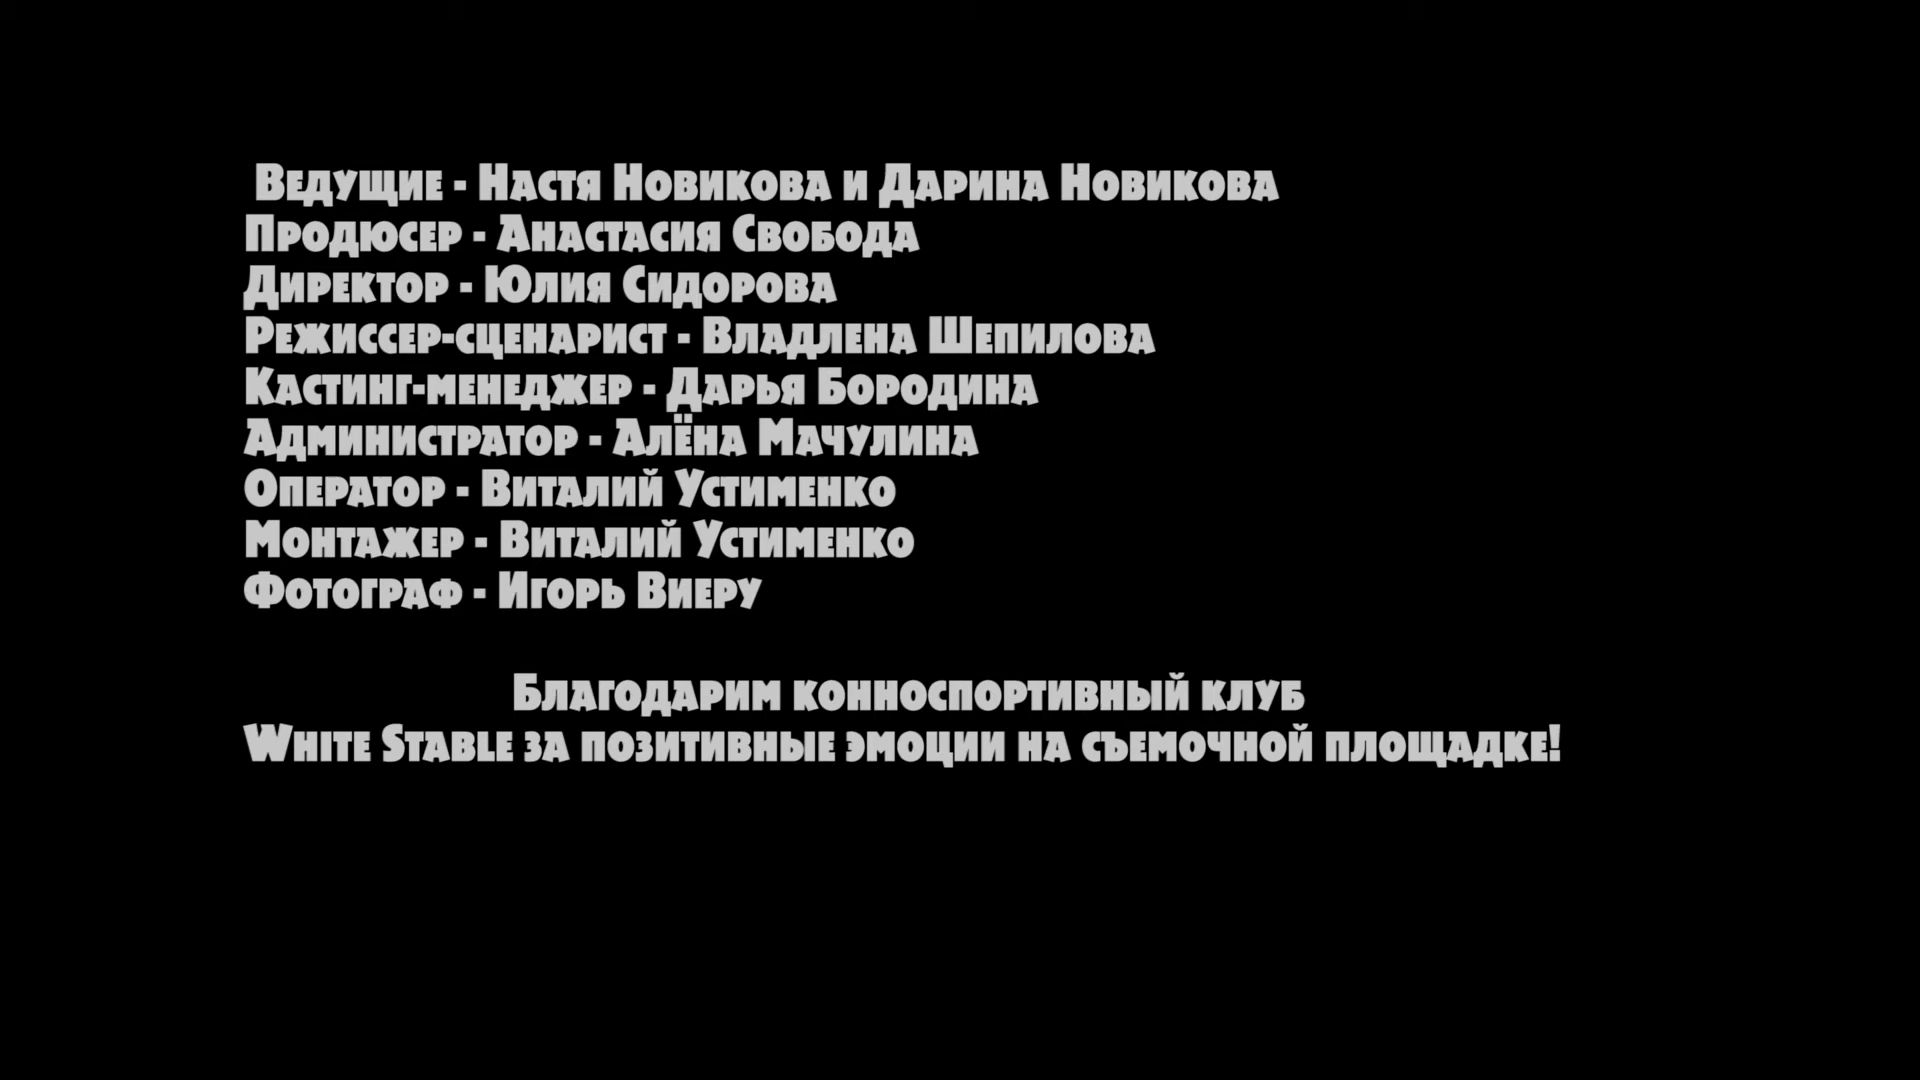 Ведущие - Настя Новикова и Дарина Новикова
Продюсер - Анастасия Свобода
Директор - Юлия Сидорова
Режиссер-сценарист - Владлена Шепилова
Кастинг-менеджер - Дарья Бородина
Администратор - Алёна Мачулина
Оператор - Виталий Устименко
Монтажер - Виталий Устименко
Фотограф - Игорь Виеру
Благодарим конноспортивный клуб
White Stable за позитивные эмоции на съемочной площадке!